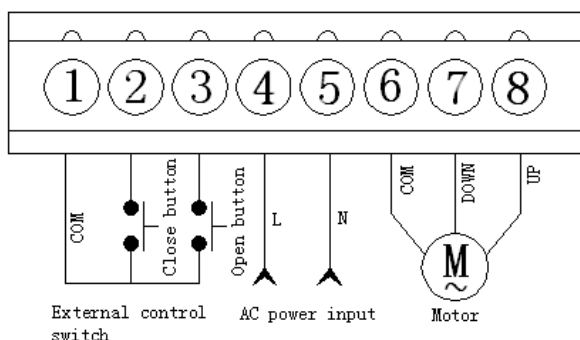 1 2 3 4 5 6 7 8
COM
Close button
Open button
L
N
COM
DOWN
UP
M
~
External control
switch
AC power input
Motor